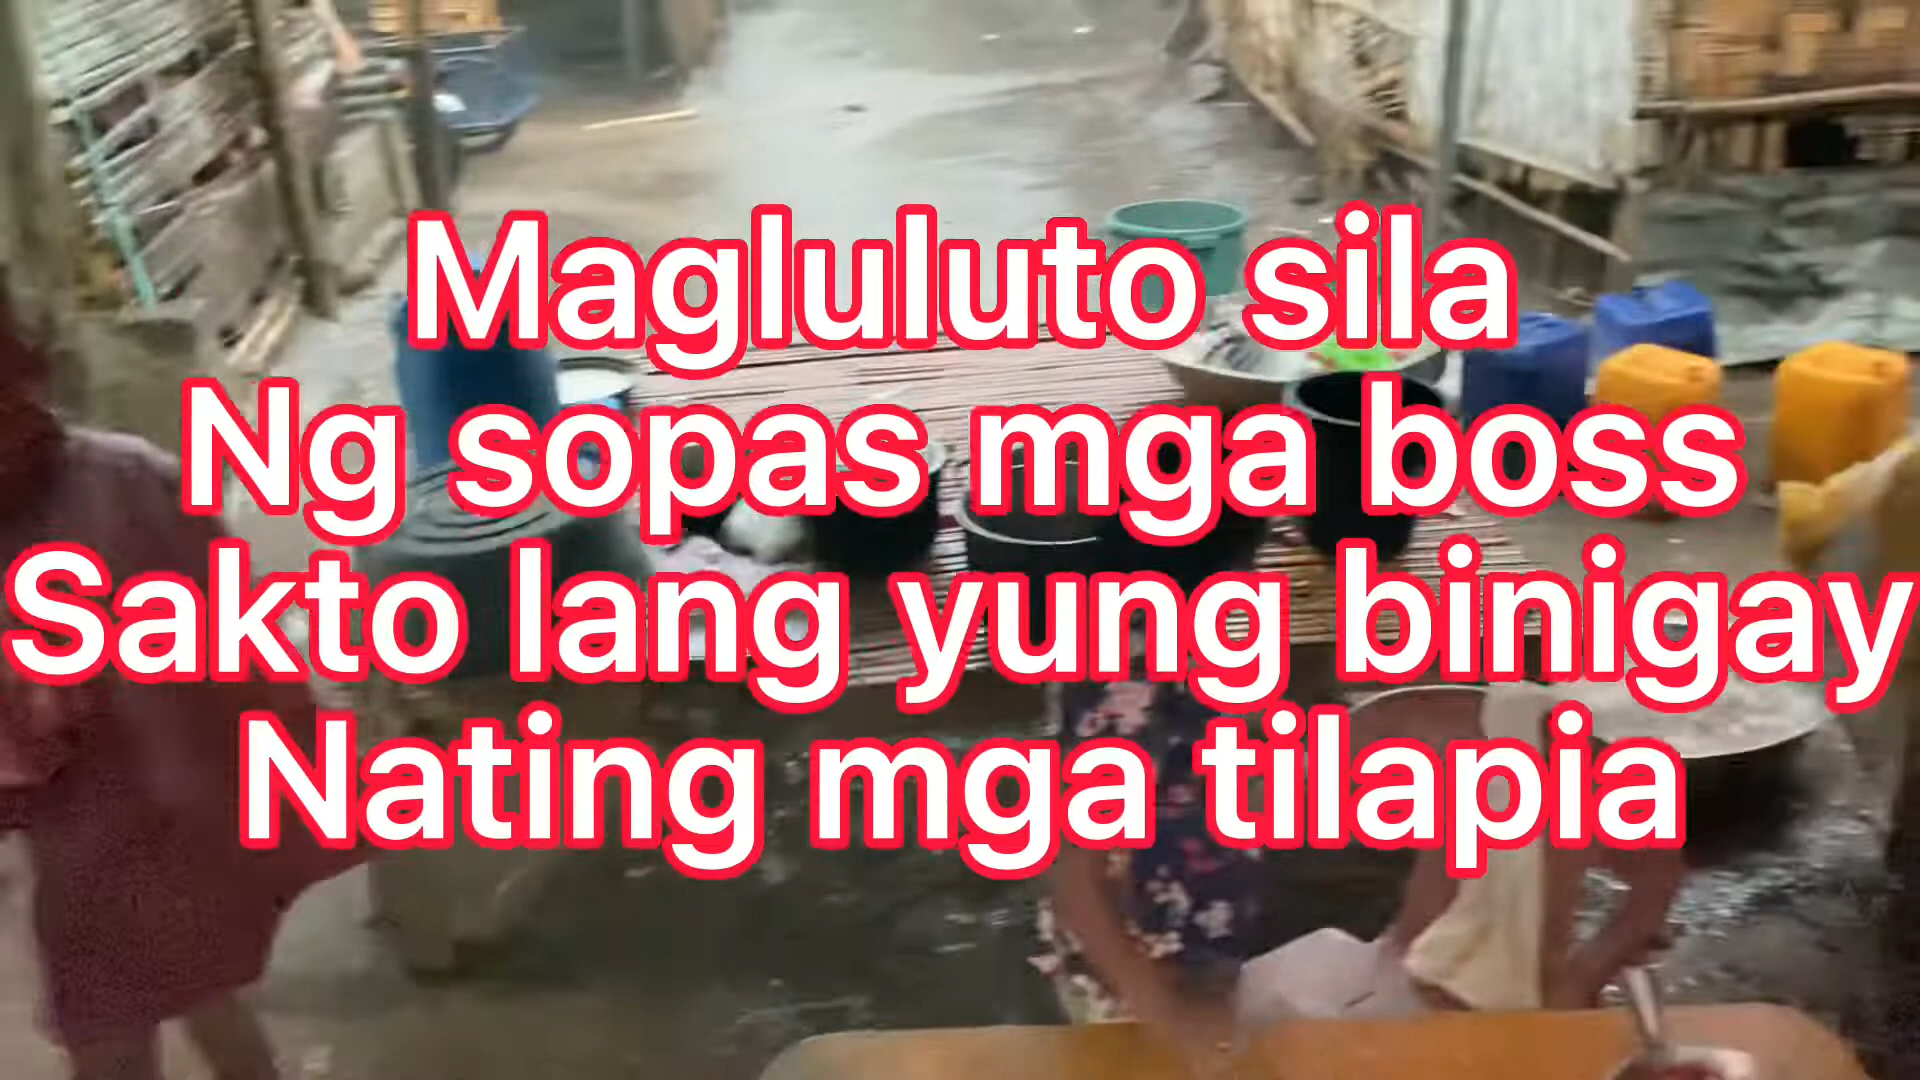 Magluluto sila
Ng sopas mga boss
Sakto lang yung binigay
Nating mga tilapia